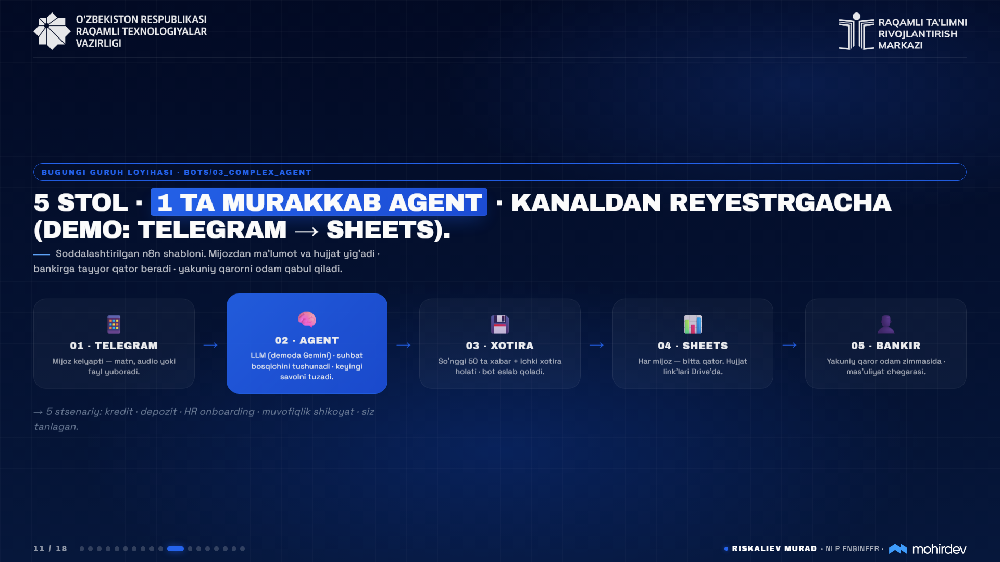 O'ZBEKISTON RESPUBLIKASI
RAQAMLI TEXNOLOGIYALAR
VAZIRLIGI
RAQAMLI TA'LIMNI
RIVOJLANTIRISH
MARKAZI
BUGUNGI GURUH LOYIHASI · BOTS/03_COMPLEX_AGENT
5 STOL · 1 TA MURAKKAB AGENT · KANALDAN REYESTRGACHA
(DEMO: TELEGRAM → SHEETS).
— Soddalashtirilgan n8n shabloni. Mijozdan ma’lumot va hujjat yig’adi ·
bankirga tayyor qator beradi · yakuniy qarorni odam qabul qiladi.
01 · TELEGRAM
Mijoz kelyapti — matn, audio yoki
fayl yuboradi.
→
02 · AGENT
LLM (demoda Gemini) · suhbat
bosqichini tushunadi · keyingi
savolni tuzadi.
→
03 · XOTIRA
So’nggi 50 ta xabar + ichki xotira
holati · bot eslab qoladi.
→
04 · SHEETS
Har mijoz — bitta qator. Hujjat
link’lari Drive’da.
→
05 · BANKIR
Yakuniy qaror odam zimmasida ·
mas’uliyat chegarasi.
→ 5 stsenariy: kredit · depozit · HR onboarding · muvofiqlik shikoyat · siz
tanlagan.
11 / 18
RISKALIEV MURAD · NLP ENGINEER · mohirdev